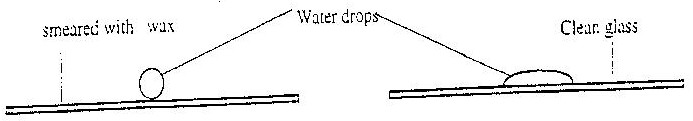 smeared with wax
Water drops
Clean glass